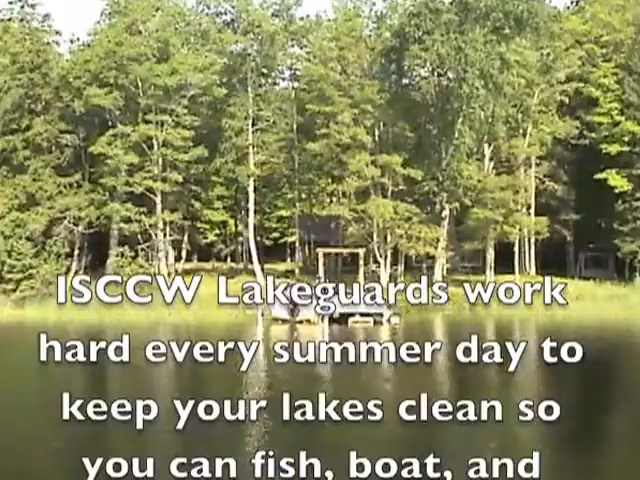 ISCCW Lakeguards work
hard every summer day to
keep your lakes clean so
you can fish, boat, and